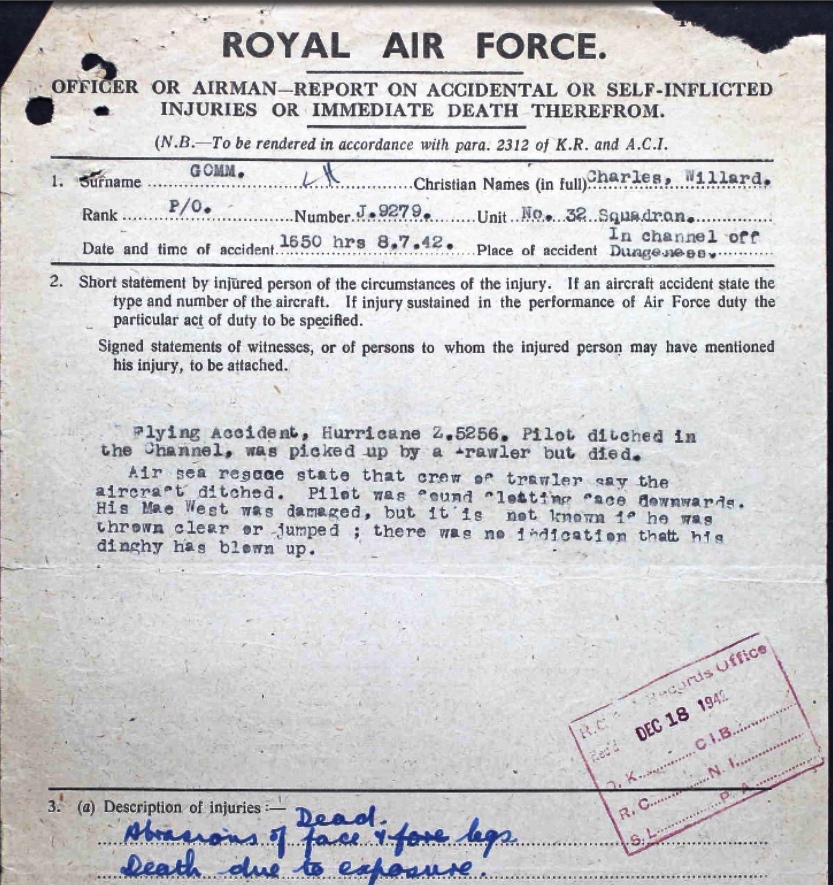 ROYAL AIR FORCE.
OFFICER OR AIRMAN—REPORT ON ACCIDENTAL OR SELF-INFLICTED
INJURIES OR IMMEDIATE DEATH THEREFROM.
(N.B.—To be rendered in accordance with para. 2312 of K.R. and A.C.I.
1. Surname GOMM. Christian Names (in full) Charles, Willard.
Rank P/O. Number J.9279. Unit No. 32 Squadron.
Date and time of accident 1650 hrs 8.7.42. Place of accident In channel off
Dungeness.
2. Short statement by injured person of the circumstances of the injury. If an aircraft accident state the
type and number of the aircraft. If injury sustained in the performance of Air Force duty the
particular act of duty to be specified.
Signed statements of witnesses, or of persons to whom the injured person may have mentioned
his injury, to be attached.
Flying Accident, Hurricane Z.5256. Pilot ditched in
the Channel, was picked up by a trawler but died.
Air sea rescue state that crew of trawler say the
aircraft ditched. Pilot was found floating face downwards.
His Mae West was damaged, but it is not known if he was
thrown clear or jumped ; there was no indication thatt his
dinghy has blown up.
Records Office
Rec'd DEC 18 1942
O. K. C.I.B.
R. C. N. I.
S. L. P. A.
3. (a) Description of injuries :— Dead.
Abrasions of face & fore legs
Death due to exposure.